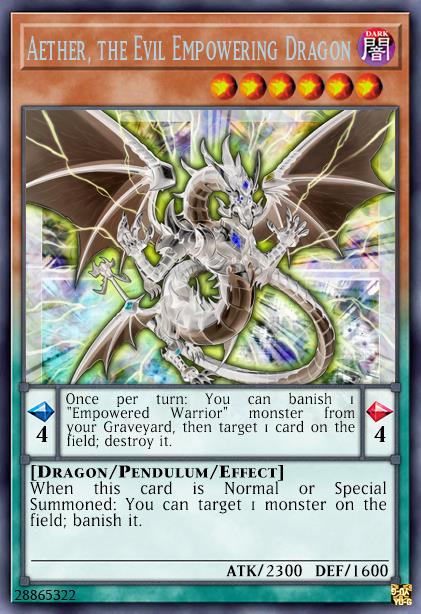 Aether, the Evil Empowering Dragon
DARK
闇
Once per turn: You can banish 1
"Empowered Warrior" monster from
your Graveyard, then target 1 card on the
field; destroy it.
4
4
[Dragon/Pendulum/Effect]
When this card is Normal or Special
Summoned: You can target 1 monster on the
field; banish it.
ATK/2300 DEF/1600
28865322